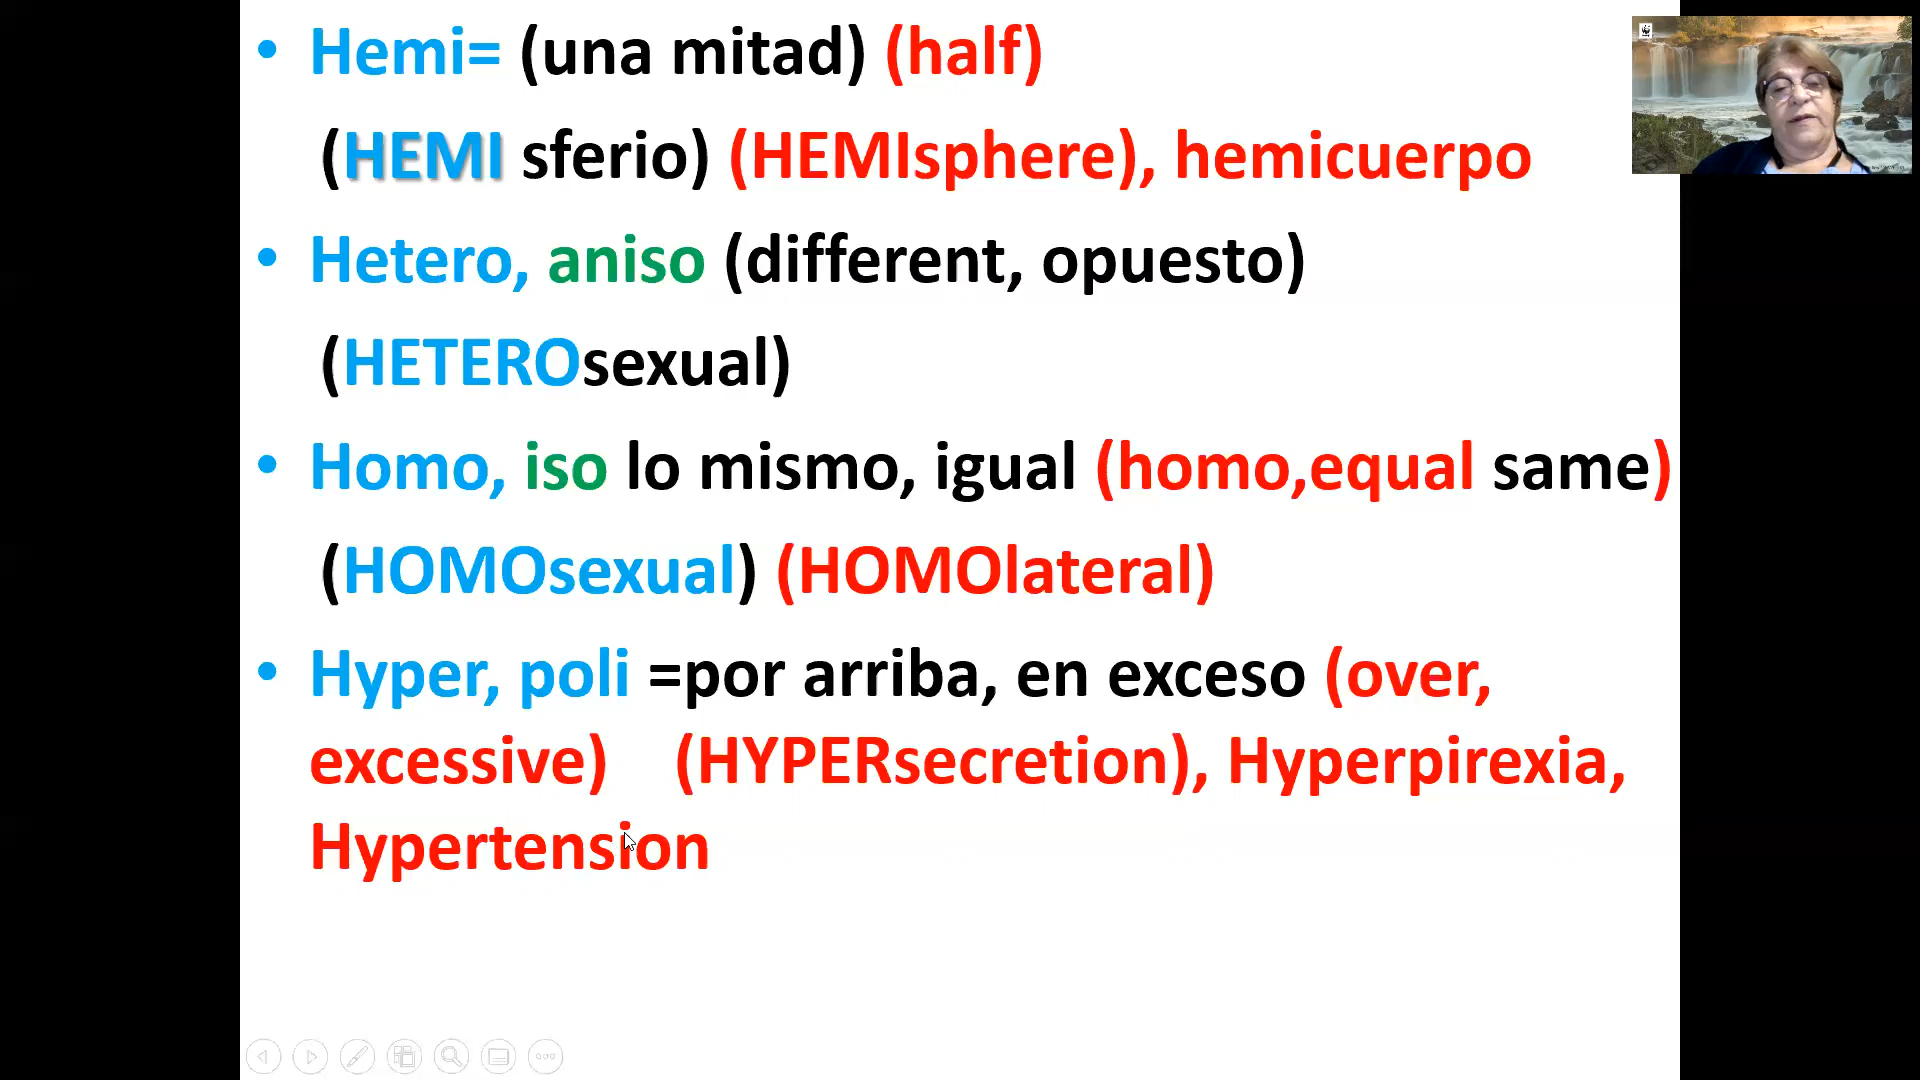 • Hemi= (una mitad) (half)
(HEMI sferio) (HEMIsphere), hemicuerpo
• Hetero, aniso (different, opuesto)
(HETEROsexual)
• Homo, iso lo mismo, igual (homo,equal same)
(HOMOsexual) (HOMOlateral)
• Hyper, poli =por arriba, en exceso (over,
excessive) (HYPERsecretion), Hyperpirexia,
Hypertension